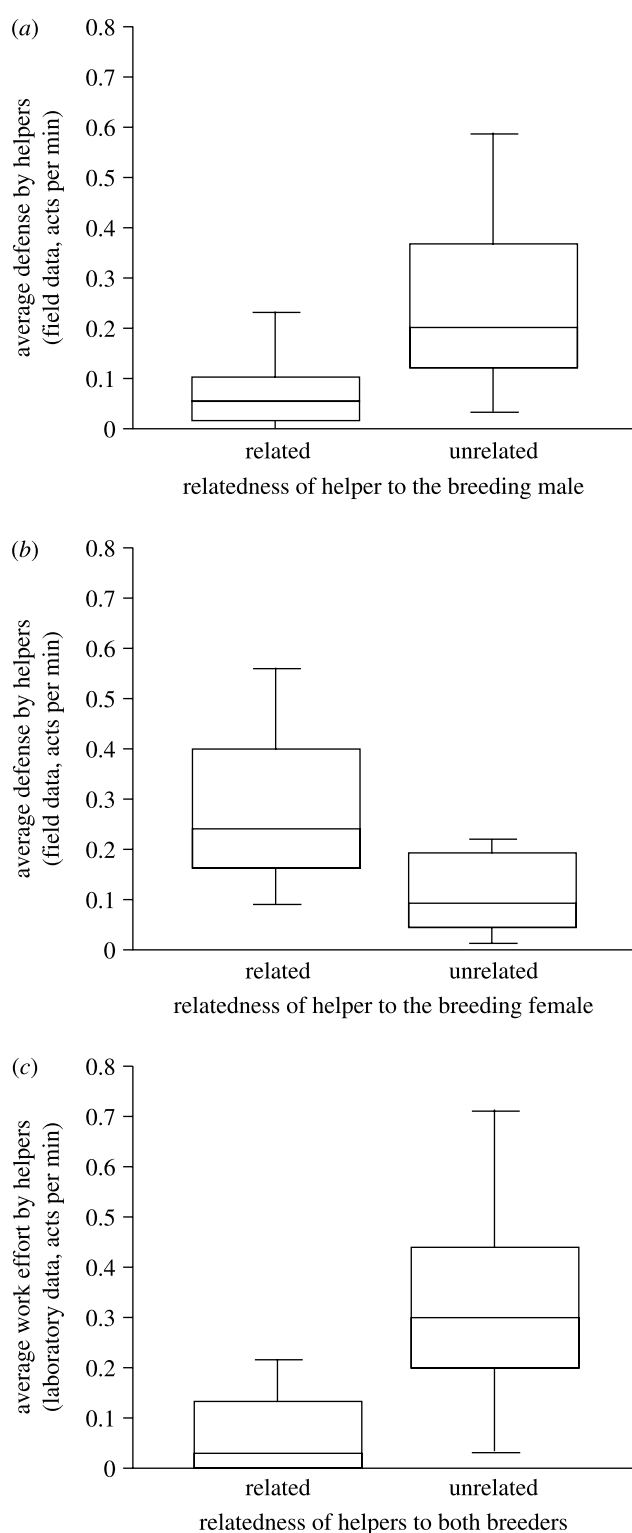 (a)
average defense by helpers
(field data, acts per min)
0.8
0.7
0.6
0.5
0.4
0.3
0.2
0.1
0
related unrelated
relatedness of helper to the breeding male
(b)
average defense by helpers
(field data, acts per min)
0.8
0.7
0.6
0.5
0.4
0.3
0.2
0.1
0
related unrelated
relatedness of helper to the breeding female
(c)
average work effort by helpers
(laboratory data, acts per min)
0.8
0.7
0.6
0.5
0.4
0.3
0.2
0.1
0
related unrelated
relatedness of helpers to both breeders